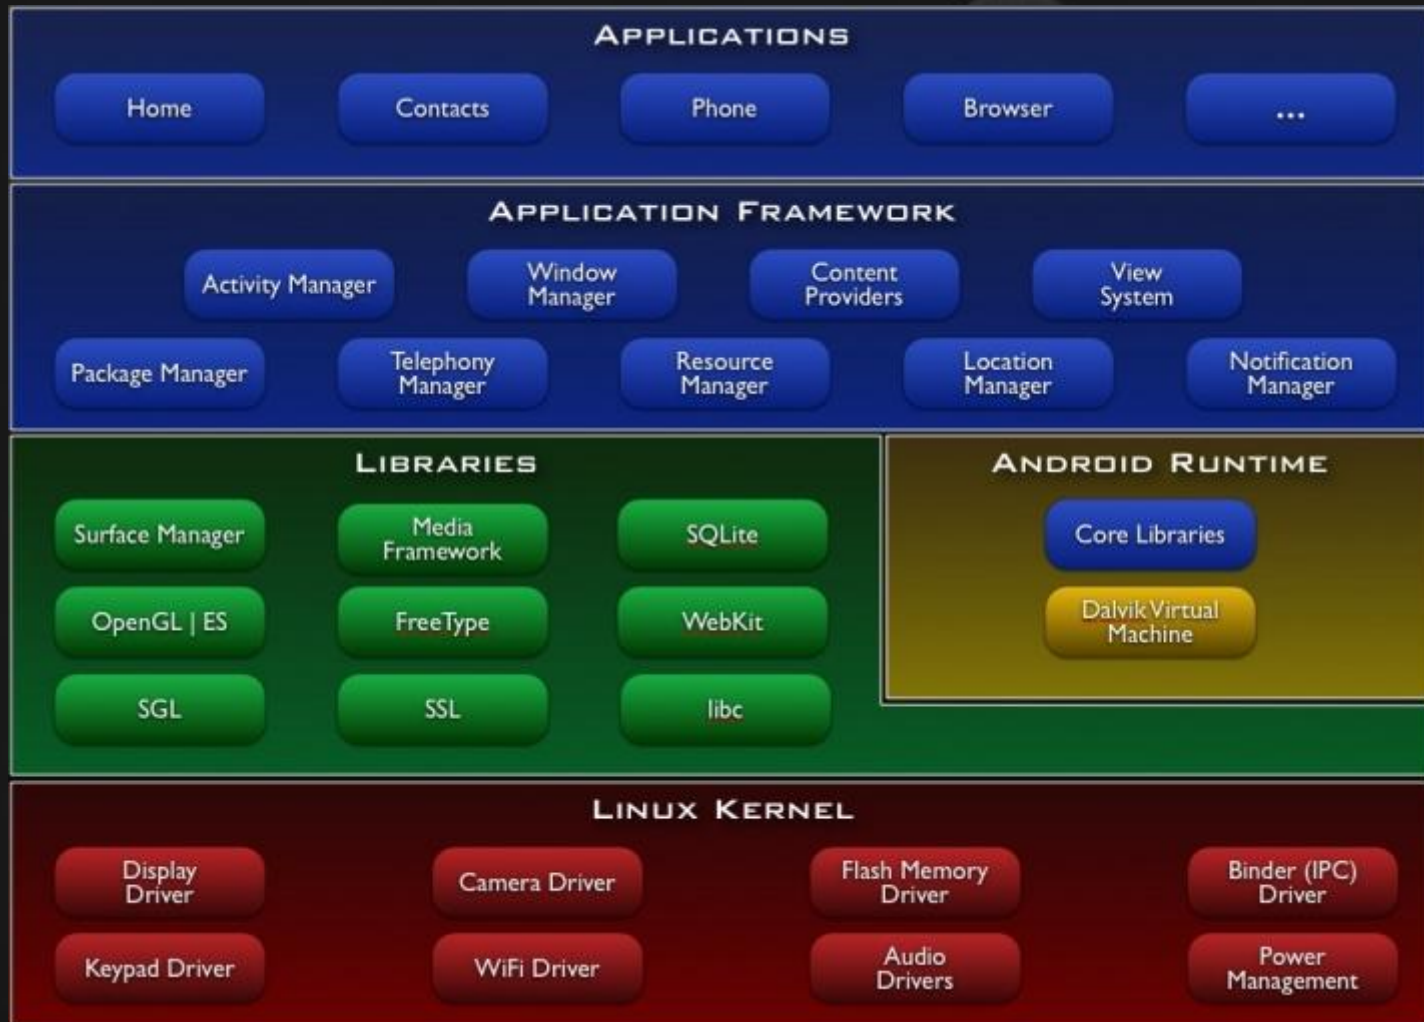 APPLICATIONS
Home
Contacts
Phone
Browser
...
APPLICATION FRAMEWORK
Activity Manager
Window
Manager
Content
Providers
View
System
Package Manager
Telephony
Manager
Resource
Manager
Location
Manager
Notification
Manager
LIBRARIES
Surface Manager
Media
Framework
SQLite
OpenGL | ES
FreeType
WebKit
SGL
SSL
libc
ANDROID RUNTIME
Core Libraries
Dalvik Virtual
Machine
LINUX KERNEL
Display
Driver
Camera Driver
Flash Memory
Driver
Binder (IPC)
Driver
Keypad Driver
WiFi Driver
Audio
Drivers
Power
Management